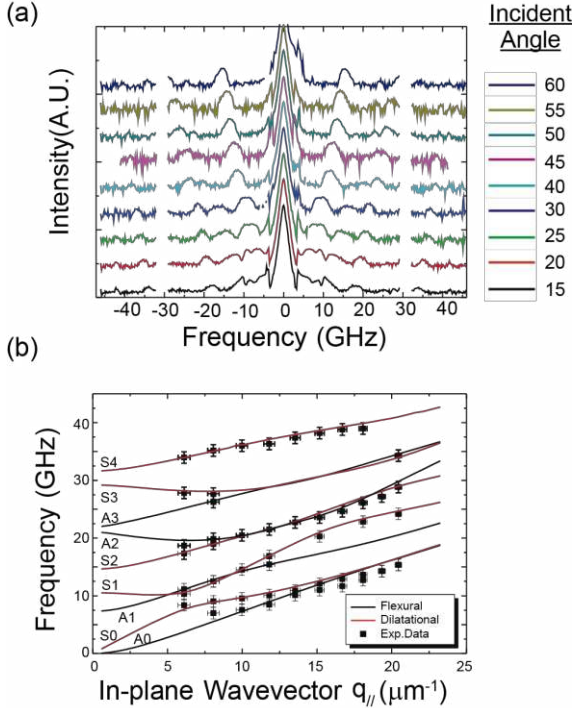 (a)
Incident
Angle
Intensity(A.U.)
60
55
50
45
40
30
25
20
15
-40 -30 -20 -10 0 10 20 30 40
Frequency (GHz)
(b)
Frequency (GHz)
40
30
20
10
0
S4
S3
A3
A2
S2
S1
A1
S0
A0
Flexural
Dilatational
Exp.Data
0 5 10 15 20 25
In-plane Wavevector q// (μm-1)